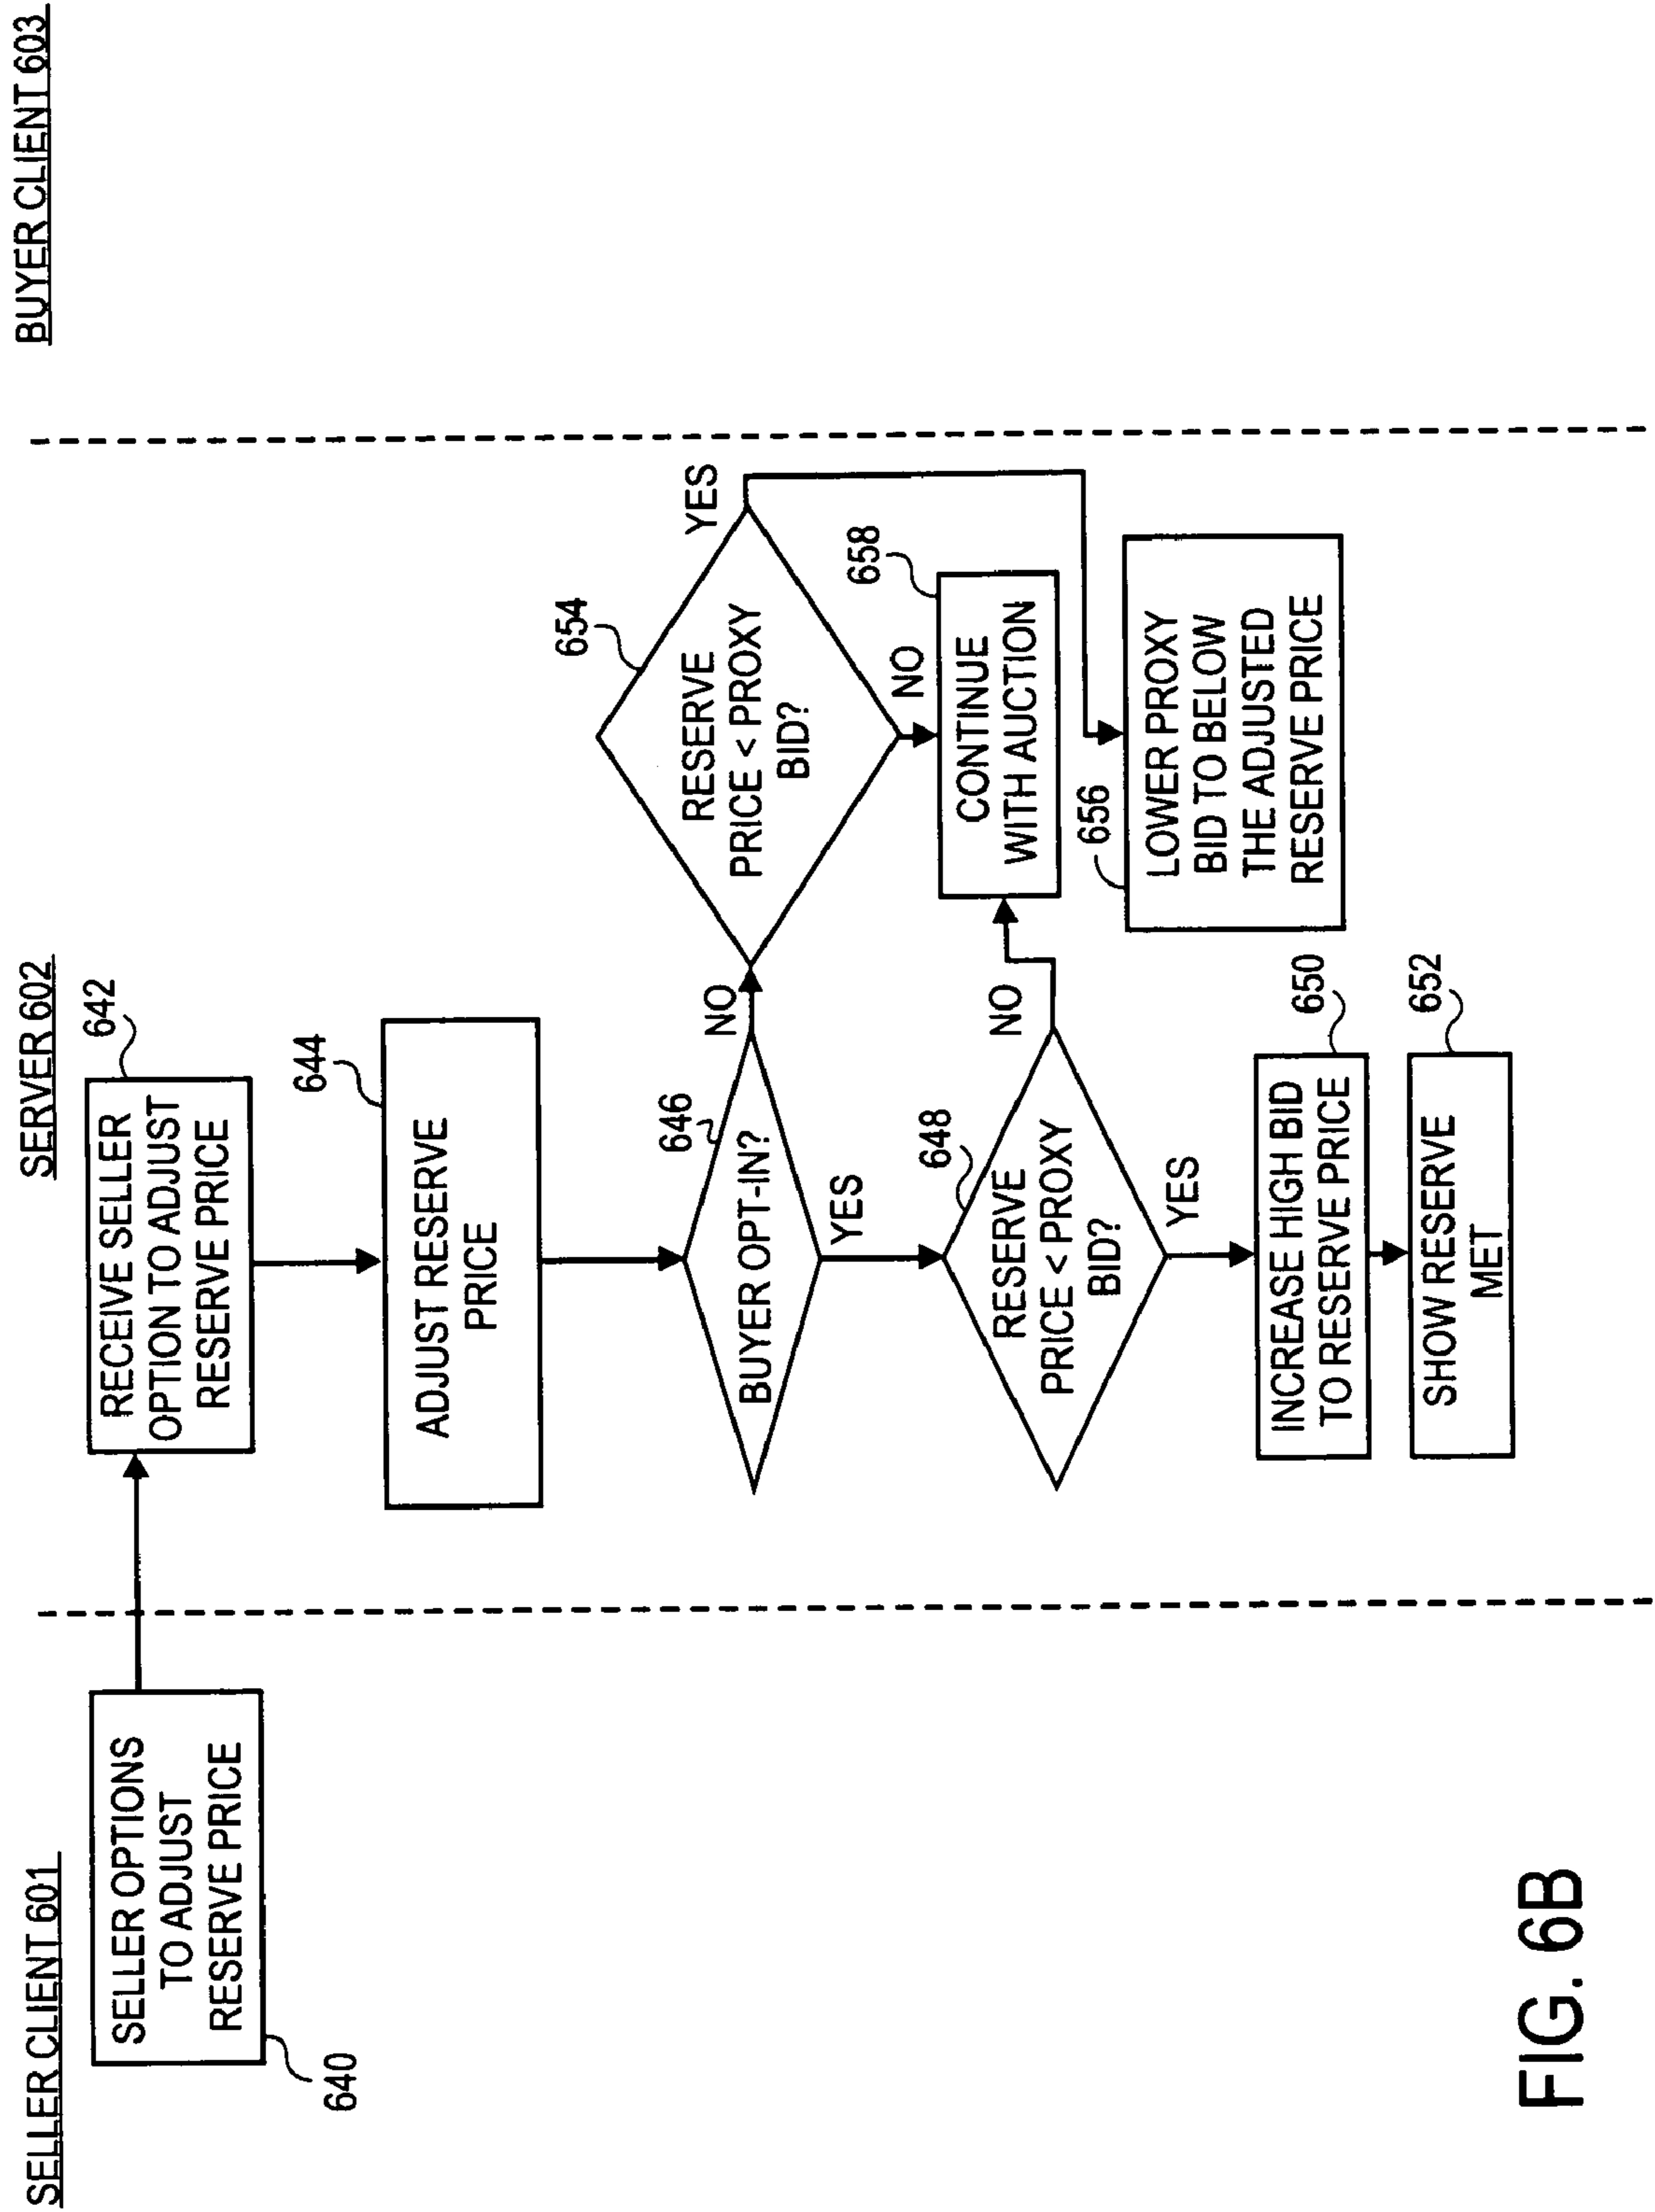 SELLER CLIENT 601
SERVER 602
BUYER CLIENT 603
SELLER OPTIONS
TO ADJUST
RESERVE PRICE
640
RECEIVE SELLER
OPTION TO ADJUST
RESERVE PRICE
642
ADJUST RESERVE
PRICE
644
BUYER OPT-IN?
646
NO
YES
RESERVE
PRICE < PROXY
BID?
654
YES
NO
RESERVE
PRICE < PROXY
BID?
648
NO
YES
CONTINUE
WITH AUCTION
658
LOWER PROXY
BID TO BELOW
THE ADJUSTED
RESERVE PRICE
656
INCREASE HIGH BID
TO RESERVE PRICE
650
SHOW RESERVE
MET
652
FIG. 6B